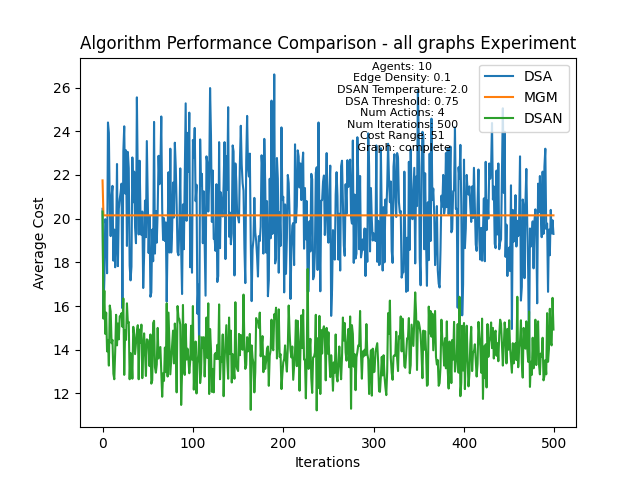 Algorithm Performance Comparison - all graphs Experiment
Agents: 10
Edge Density: 0.1
DSAN Temperature: 2.0
DSA Threshold: 0.75
Num Actions: 4
Num Iterations: 500
Cost Range: 51
Graph: complete
DSA
MGM
DSAN
Average Cost
26
24
22
20
18
16
14
12
0
100
200
300
400
500
Iterations